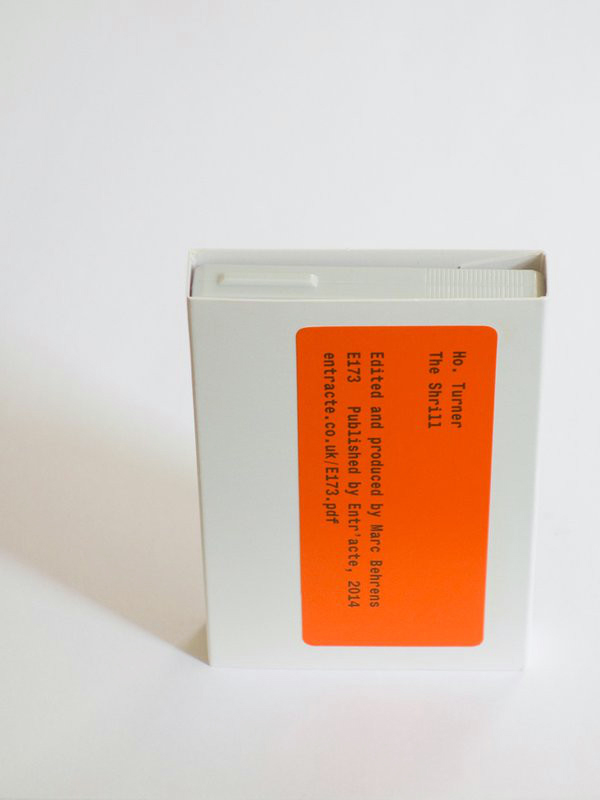 Ho. Turner
The Shrill
Edited and produced by Marc Behrens
E173  Published by Entr'acte, 2014
entracte.co.uk/E173.pdf